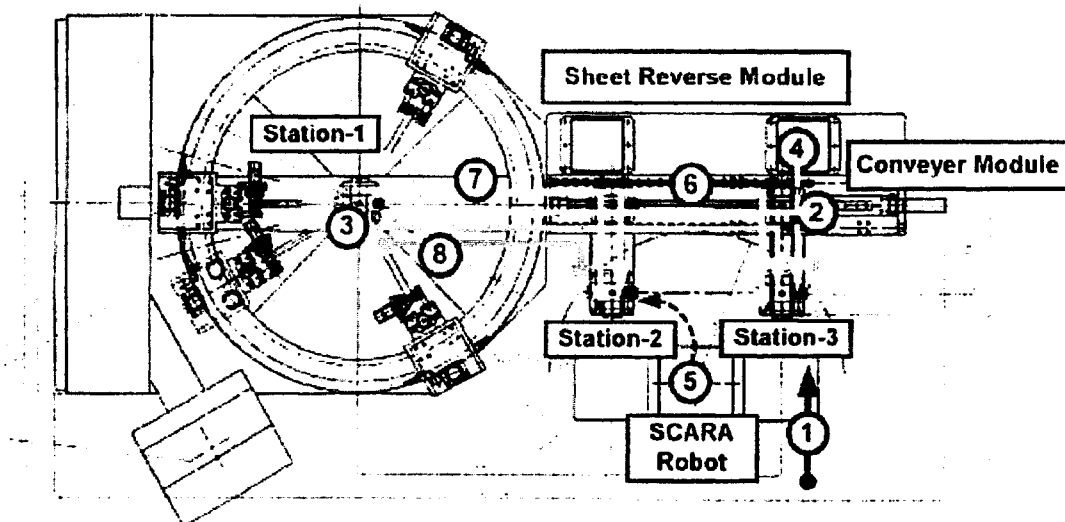 Sheet Reverse Module
Station-1
4
Conveyer Module
7
6
2
3
8
Station-2
Station-3
5
SCARA
Robot
1